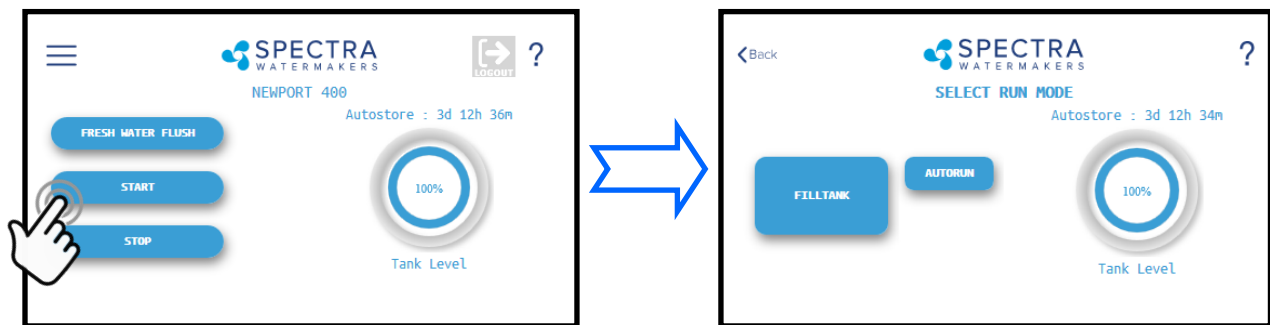 SPECTRA
WATERMAKERS
LOGOUT
?
NEWPORT 400
Autostore : 3d 12h 36m
FRESH WATER FLUSH
START
100%
STOP
Tank Level
Back
SPECTRA
WATERMAKERS
?
SELECT RUN MODE
Autostore : 3d 12h 34m
AUTORUN
FILLTANK
100%
Tank Level